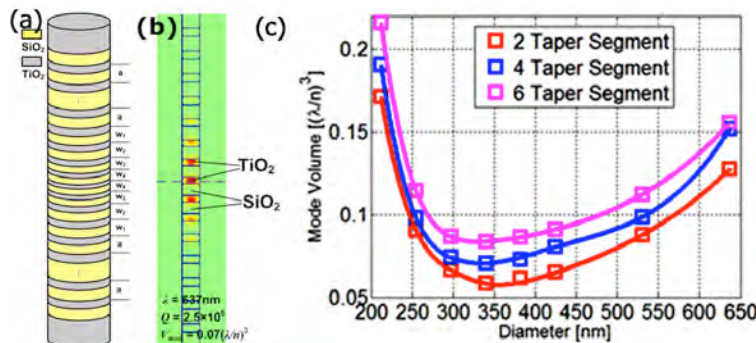 (a)
SiO₂
TiO₂
a
a
w₁
w₂
w₃
w₄
w₄
w₃
w₂
w₁
a
a
(b)
TiO₂
SiO₂
λ = 637nm
Q = 2.5×10⁵
= 0.07(λ/n)³
(c)
Mode Volume [(λ/n)³]
0.2
0.15
0.1
0.05
2 Taper Segment
4 Taper Segment
6 Taper Segment
200 250 300 350 400 450 500 550 600 650
Diameter [nm]